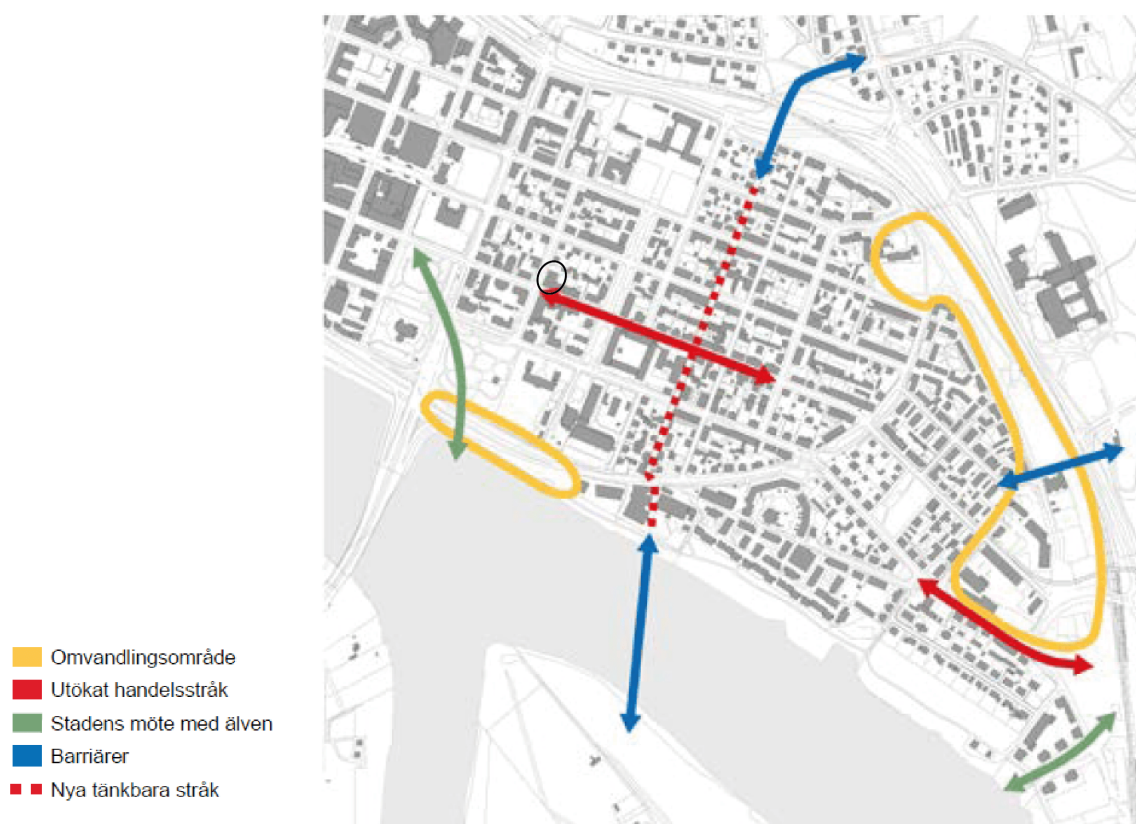 Omvandlingsområde
Utökat handelsstråk
Stadens möte med älven
Barriärer
Nya tänkbara stråk